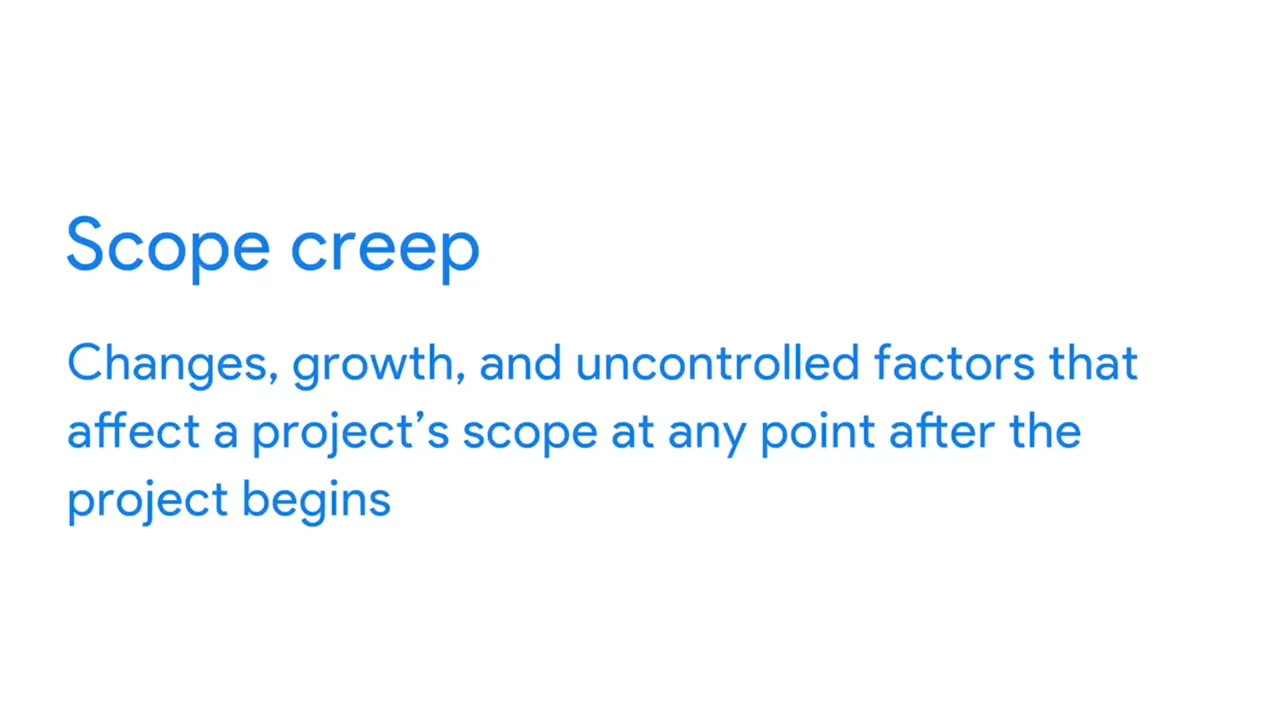 Scope creep
Changes, growth, and uncontrolled factors that
affect a project’s scope at any point after the
project begins